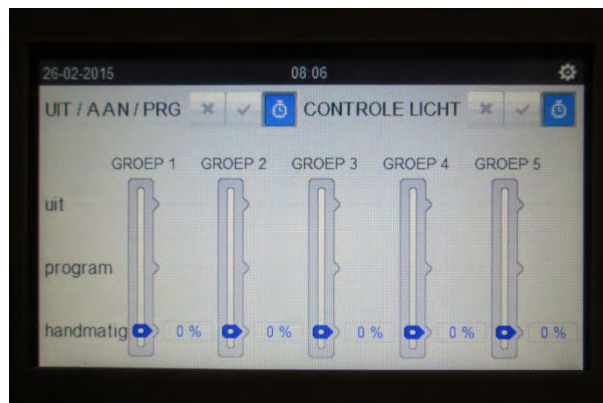 26-02-2015 08:06
UIT / AAN / PRG CONTROLE LICHT
GROEP 1 GROEP 2 GROEP 3 GROEP 4 GROEP 5
uit
program
handmatig 0 % 0 % 0 % 0 % 0 %